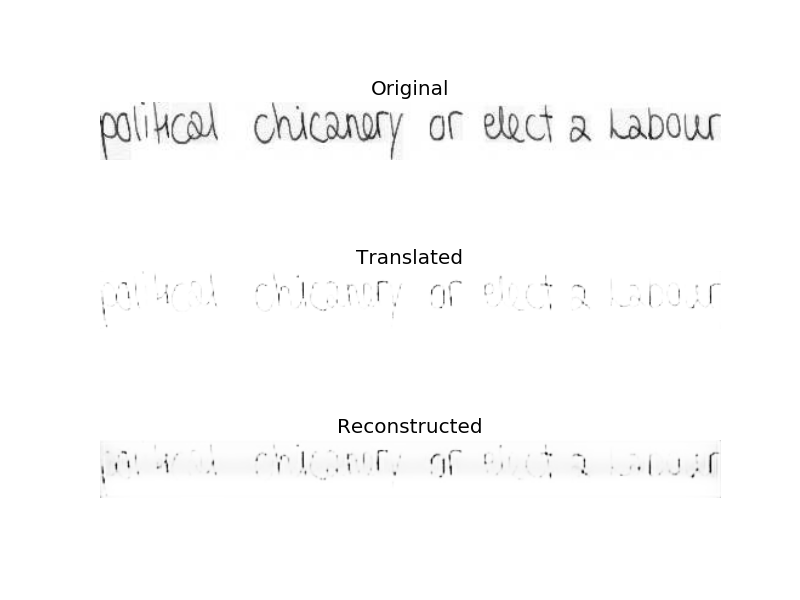 Original
political chicanery or elect a Labour
Translated
political chicanery or elect a Labour
Reconstructed
political chicanery or elect a Labour